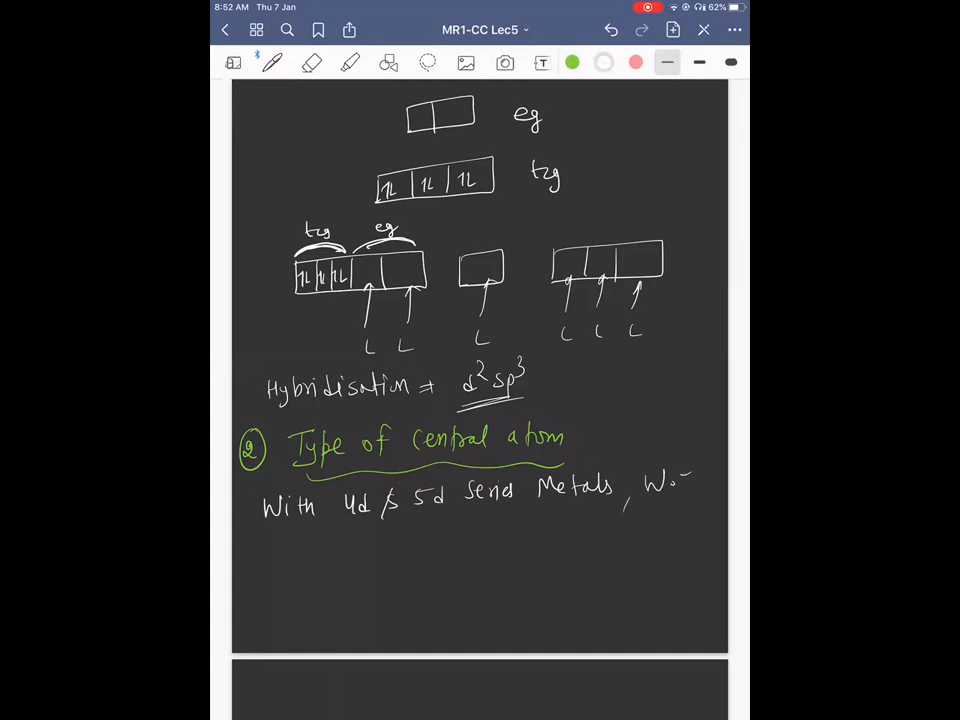 8:52 AM Thu 7 Jan 62%
MR1-CC Lec5
T
eg
1L 1L 1L t2g
t2g eg
1L 1L 1L
L L L L L L
Hybridisation ⇒ d²sp³
② Type of Central atom
With 4d & 5d Series Metals,